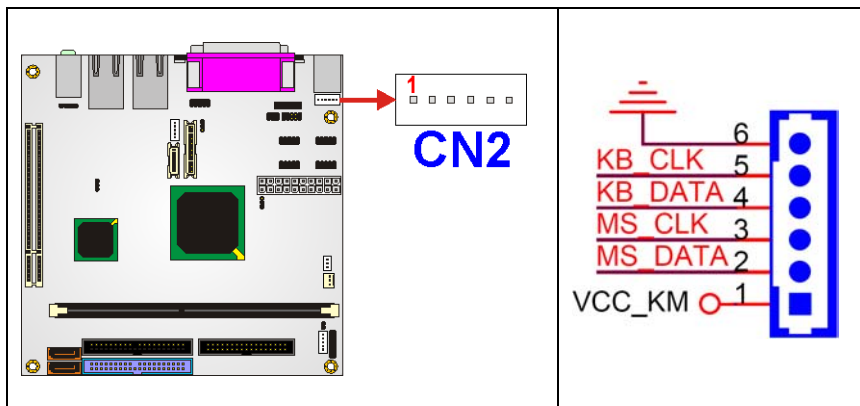 1
CN2
6
KB_CLK
5
KB_DATA
4
MS_CLK
3
MS_DATA
2
VCC_KM
1